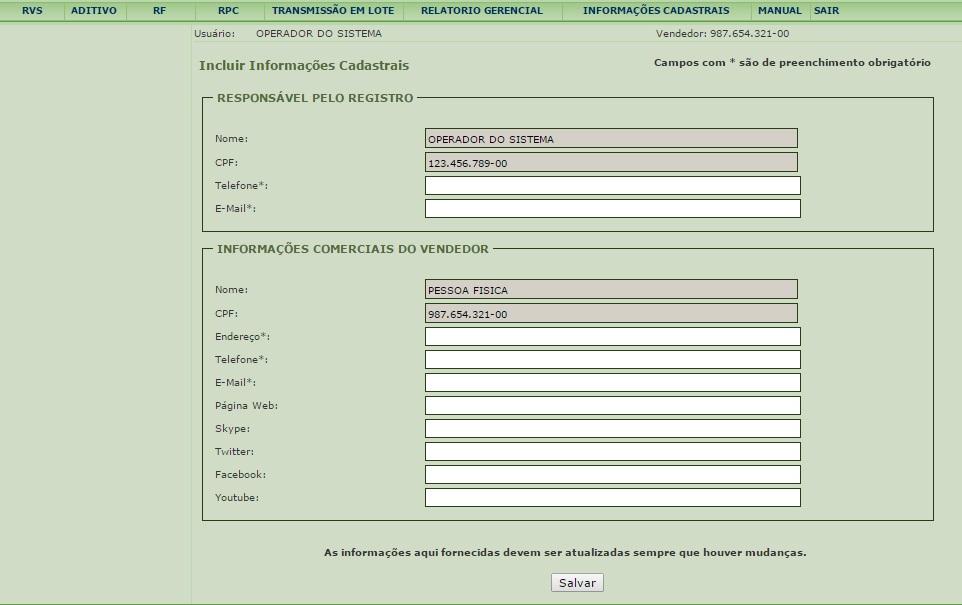 RVS ADITIVO RF RPC TRANSMISSÃO EM LOTE RELATORIO GERENCIAL INFORMAÇÕES CADASTRAIS MANUAL SAIR
Usuário: OPERADOR DO SISTEMA Vendedor: 987.654.321-00
Incluir Informações Cadastrais Campos com * são de preenchimento obrigatório
RESPONSÁVEL PELO REGISTRO
Nome: OPERADOR DO SISTEMA
CPF: 123.456.789-00
Telefone*:
E-Mail*:
INFORMAÇÕES COMERCIAIS DO VENDEDOR
Nome: PESSOA FISICA
CPF: 987.654.321-00
Endereço*:
Telefone*:
E-Mail*:
Página Web:
Skype:
Twitter:
Facebook:
Youtube:
As informações aqui fornecidas devem ser atualizadas sempre que houver mudanças.
Salvar